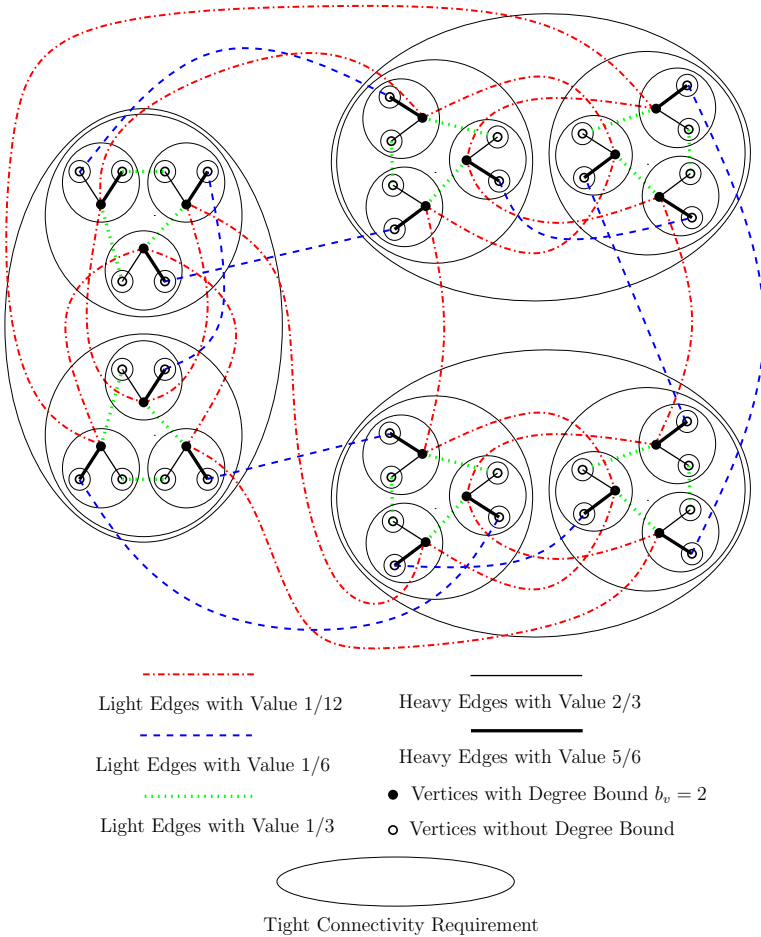 Light Edges with Value 1/12
Heavy Edges with Value 2/3
Light Edges with Value 1/6
Heavy Edges with Value 5/6
Light Edges with Value 1/3
Vertices with Degree Bound b_v = 2
Vertices without Degree Bound
Tight Connectivity Requirement